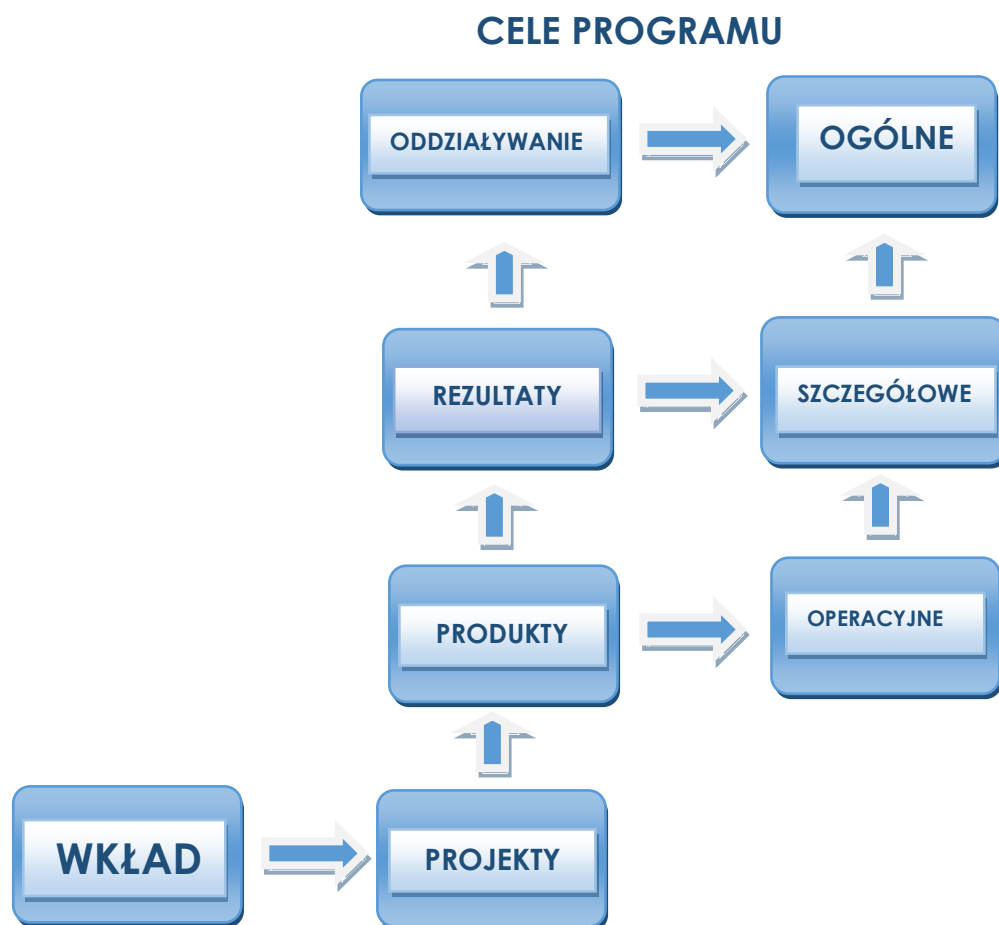 CELE PROGRAMU
ODDZIAŁYWANIE
OGÓLNE
REZULTATY
SZCZEGÓŁOWE
PRODUKTY
OPERACYJNE
WKŁAD
PROJEKTY